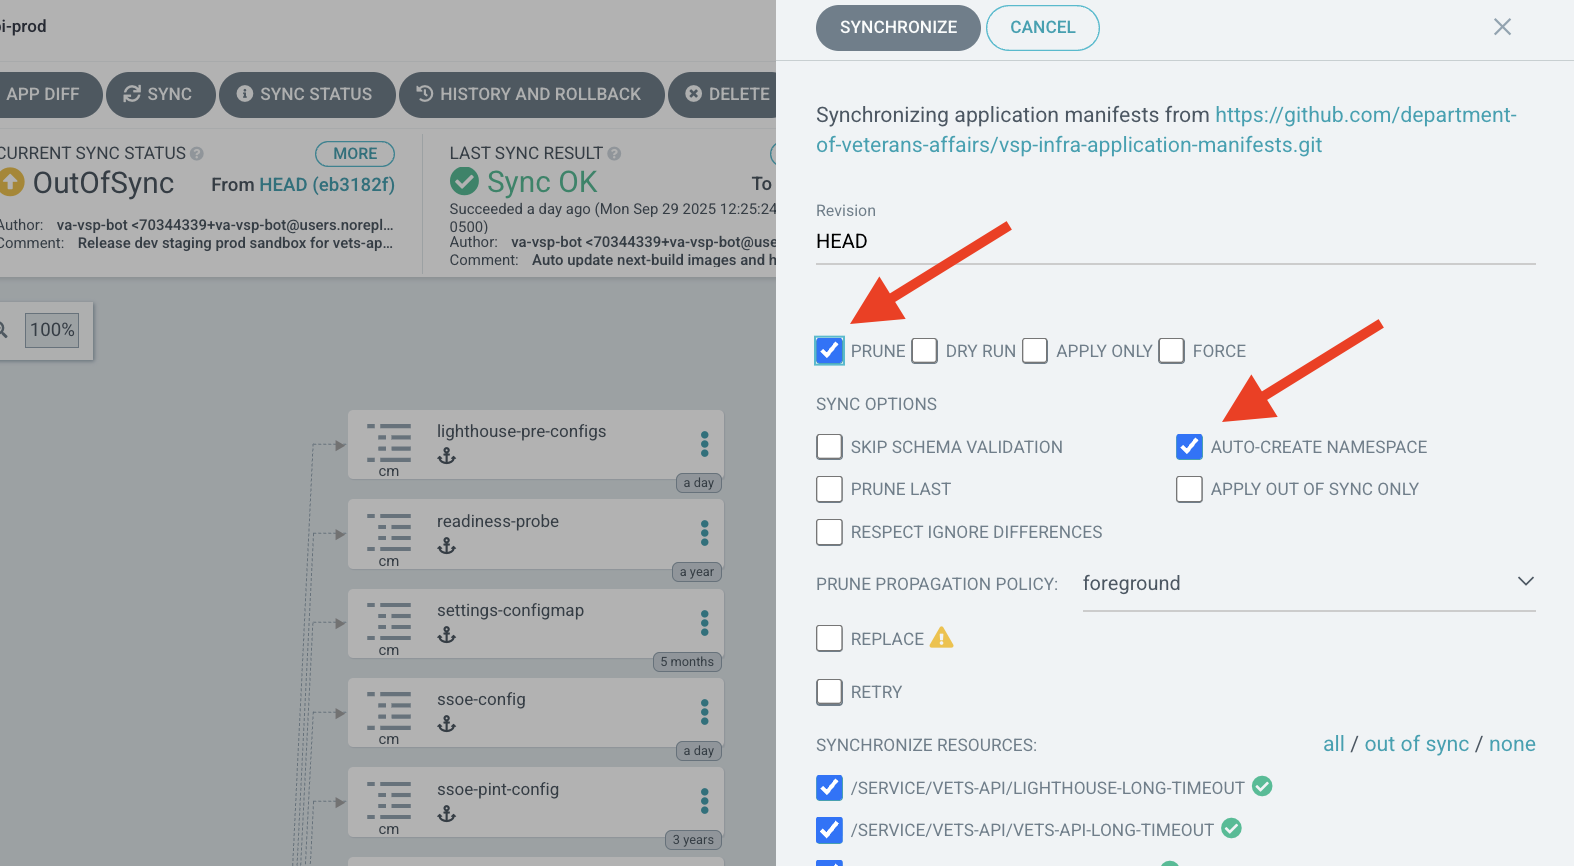 i-prod
APP DIFF
SYNC
SYNC STATUS
HISTORY AND ROLLBACK
DELETE
CURRENT SYNC STATUS
MORE
OutOfSync
From HEAD (eb3182f)
Author: va-vsp-bot <70344339+va-vsp-bot@users.norepl...
Comment: Release dev staging prod sandbox for vets-ap...
LAST SYNC RESULT
Sync OK
To
Succeeded a day ago (Mon Sep 29 2025 12:25:24
0500)
Author: va-vsp-bot <70344339+va-vsp-bot@use
Comment: Auto update next-build images and h
100%
lighthouse-pre-configs
cm
a day
readiness-probe
cm
a year
settings-configmap
cm
5 months
ssoe-config
cm
a day
ssoe-pint-config
cm
3 years
SYNCHRONIZE
CANCEL
Synchronizing application manifests from https://github.com/department-
of-veterans-affairs/vsp-infra-application-manifests.git
Revision
HEAD
PRUNE DRY RUN APPLY ONLY FORCE
SYNC OPTIONS
SKIP SCHEMA VALIDATION
AUTO-CREATE NAMESPACE
PRUNE LAST
APPLY OUT OF SYNC ONLY
RESPECT IGNORE DIFFERENCES
PRUNE PROPAGATION POLICY: foreground
REPLACE
RETRY
SYNCHRONIZE RESOURCES:
all / out of sync / none
/SERVICE/VETS-API/LIGHTHOUSE-LONG-TIMEOUT
/SERVICE/VETS-API/VETS-API-LONG-TIMEOUT